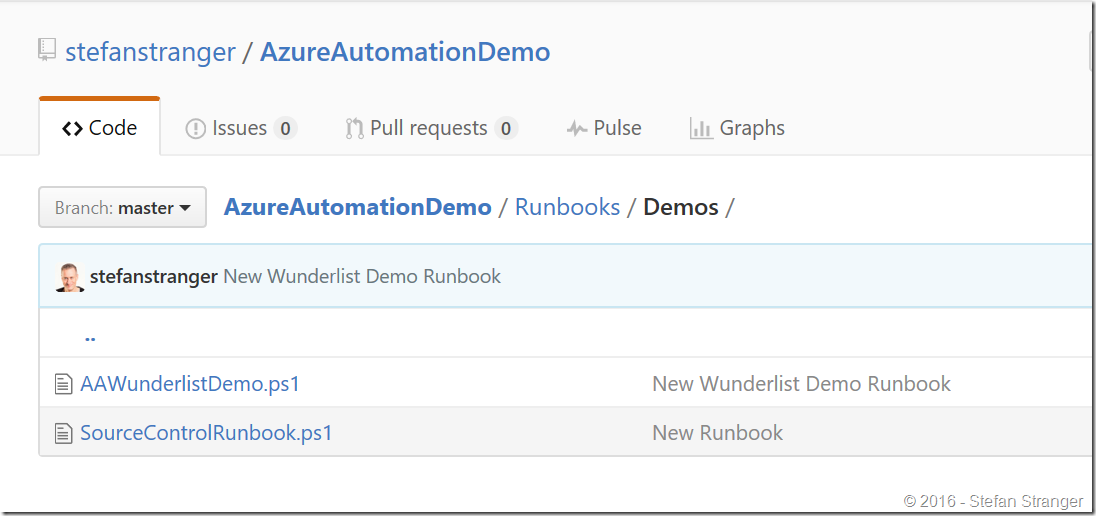 stefanstranger / AzureAutomationDemo
Code Issues 0 Pull requests 0 Pulse Graphs
Branch: master AzureAutomationDemo / Runbooks / Demos /
stefanstranger New Wunderlist Demo Runbook
..
AAWunderlistDemo.ps1 New Wunderlist Demo Runbook
SourceControlRunbook.ps1 New Runbook
© 2016 - Stefan Stranger